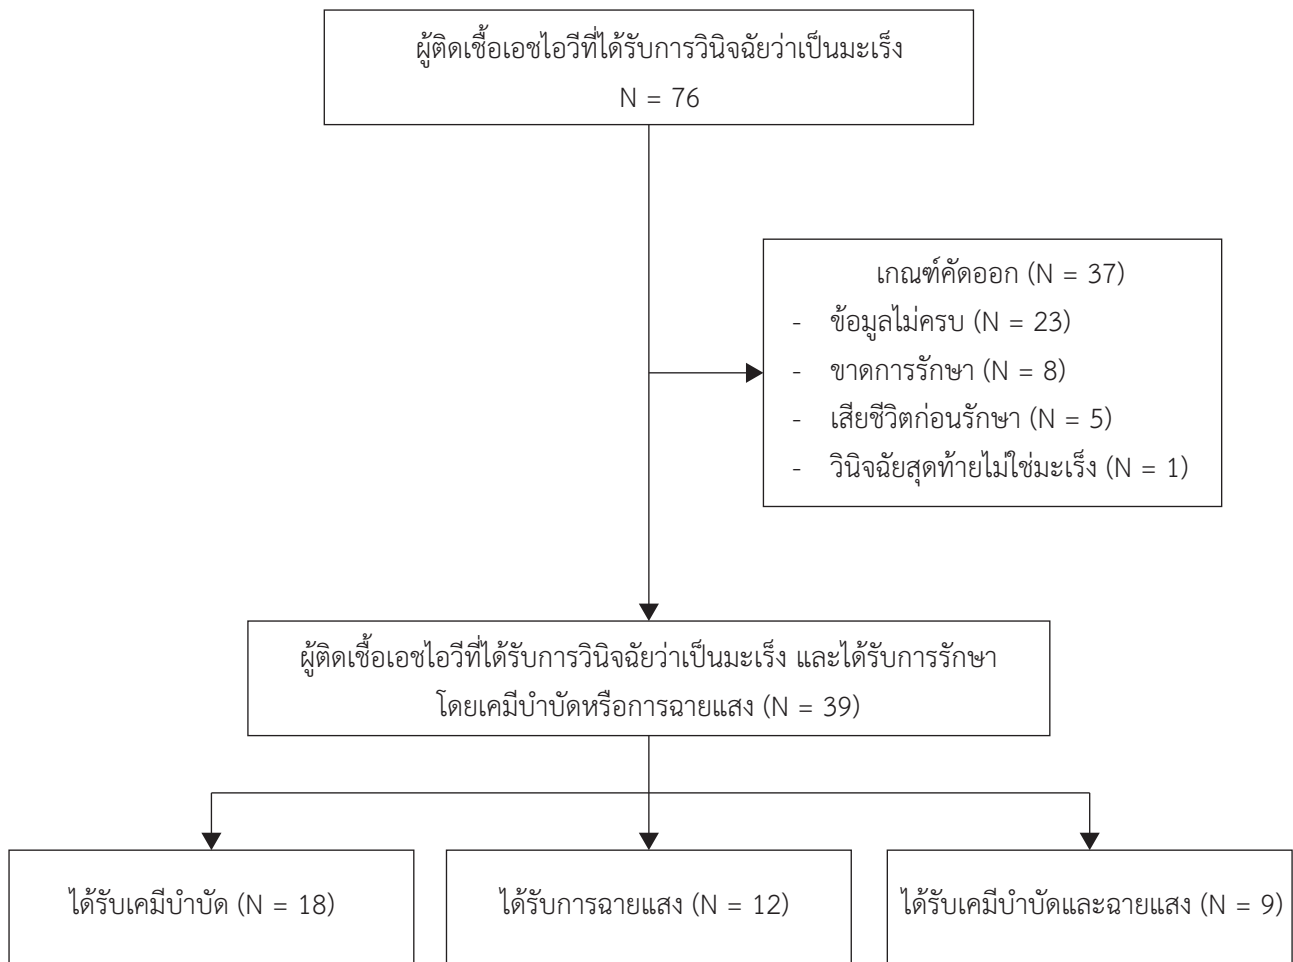 ผู้ติดเชื้อเอชไอวีที่ได้รับการวินิจฉัยว่าเป็นมะเร็ง
N = 76
เกณฑ์คัดออก (N = 37)
- ข้อมูลไม่ครบ (N = 23)
- ขาดการรักษา (N = 8)
- เสียชีวิตก่อนรักษา (N = 5)
- วินิจฉัยสุดท้ายไม่ใช่มะเร็ง (N = 1)
ผู้ติดเชื้อเอชไอวีที่ได้รับการวินิจฉัยว่าเป็นมะเร็ง และได้รับการรักษา
โดยเคมีบำบัดหรือการฉายแสง (N = 39)
ได้รับเคมีบำบัด (N = 18)
ได้รับการฉายแสง (N = 12)
ได้รับเคมีบำบัดและฉายแสง (N = 9)